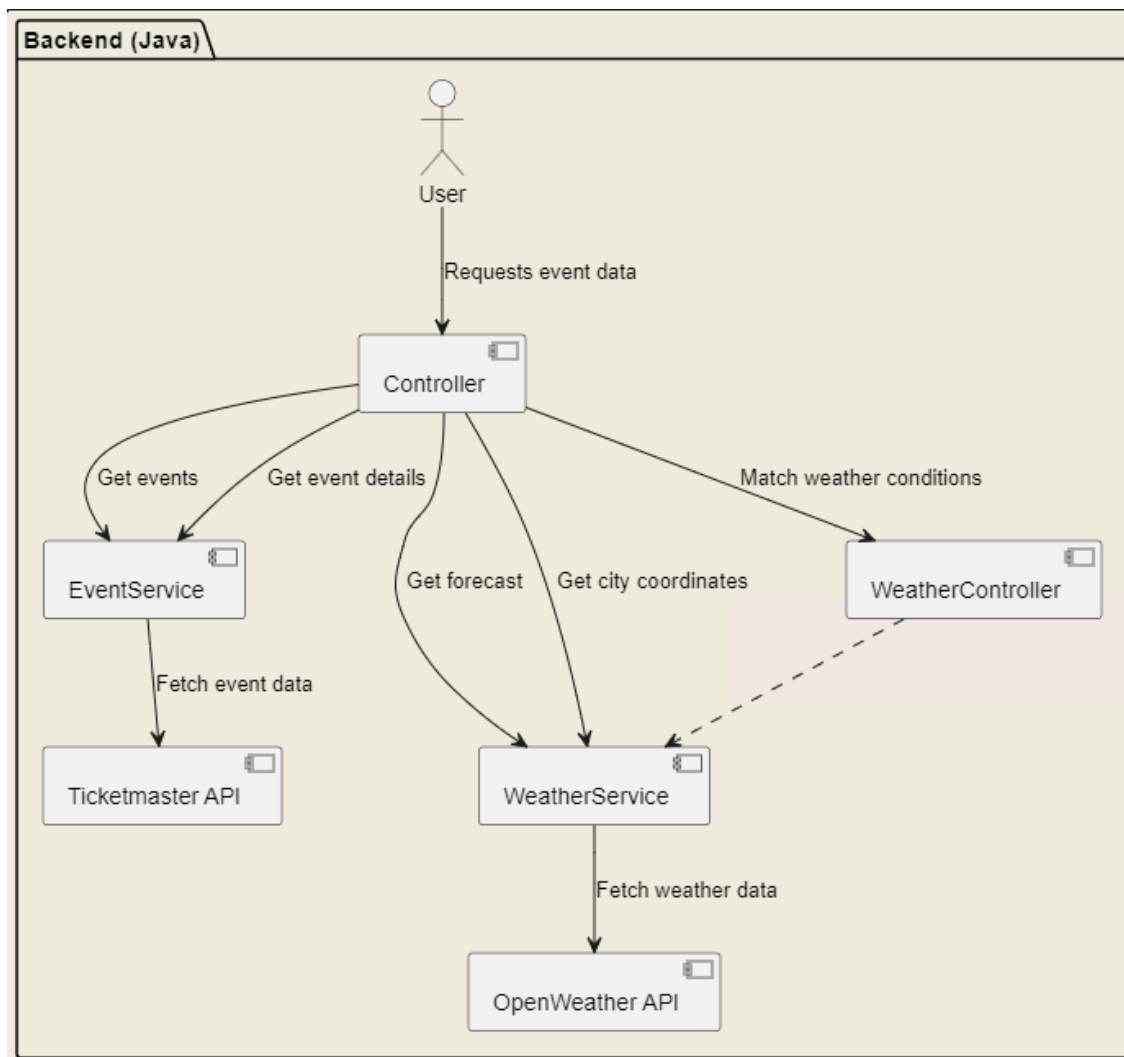 Backend (Java)
User
Requests event data
Controller
Get events
Get event details
Match weather conditions
Get forecast
Get city coordinates
EventService
WeatherController
Fetch event data
Ticketmaster API
WeatherService
Fetch weather data
OpenWeather API